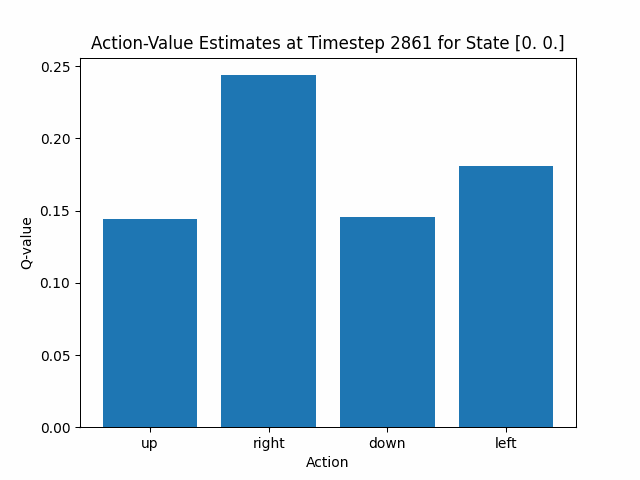 Action-Value Estimates at Timestep 2861 for State [0. 0.]
0.25
0.20
0.15
0.10
0.05
0.00
Q-value
up right down left
Action